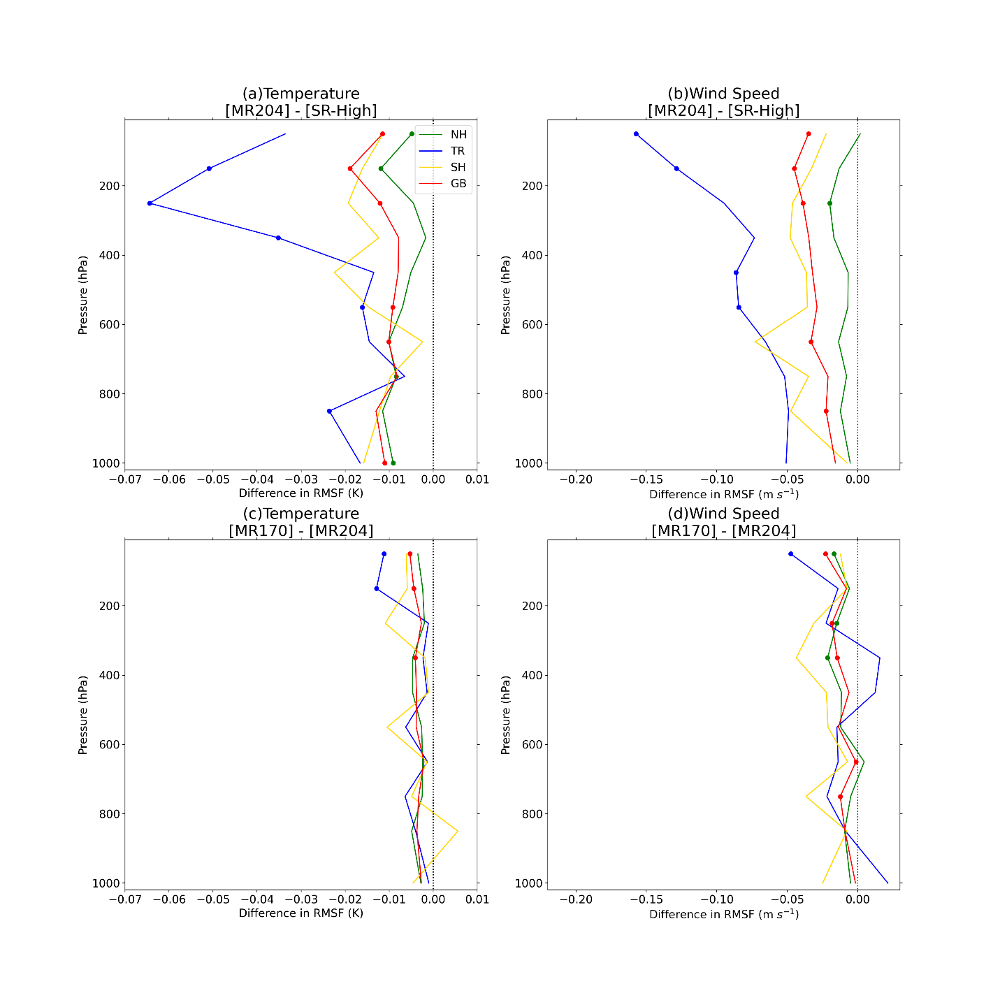 (a)Temperature
[MR204] - [SR-High]
(b)Wind Speed
[MR204] - [SR-High]
NH
TR
SH
GB
200
400
600
800
1000
Pressure (hPa)
−0.07 −0.06 −0.05 −0.04 −0.03 −0.02 −0.01 0.00 0.01
Difference in RMSF (K)
200
400
600
800
1000
Pressure (hPa)
−0.20 −0.15 −0.10 −0.05 0.00
Difference in RMSF (m s⁻¹)
(c)Temperature
[MR170] - [MR204]
(d)Wind Speed
[MR170] - [MR204]
200
400
600
800
1000
Pressure (hPa)
−0.07 −0.06 −0.05 −0.04 −0.03 −0.02 −0.01 0.00 0.01
Difference in RMSF (K)
200
400
600
800
1000
Pressure (hPa)
−0.20 −0.15 −0.10 −0.05 0.00
Difference in RMSF (m s⁻¹)